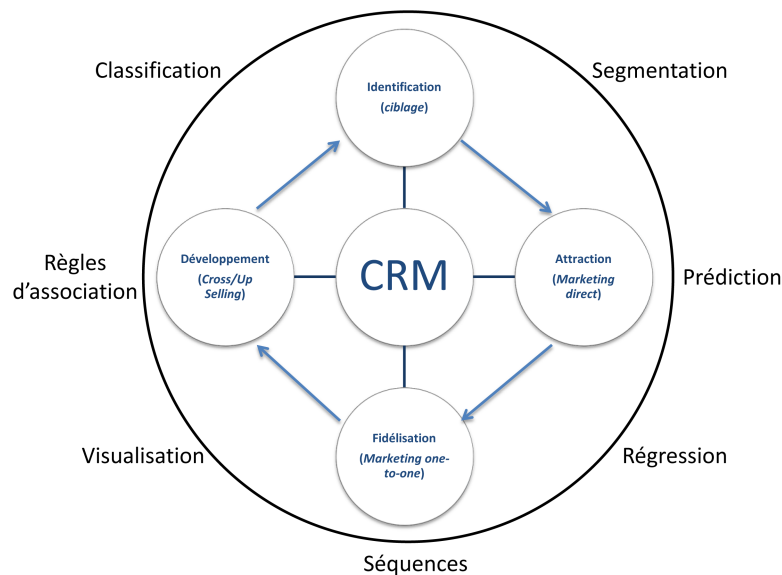 Classification
Segmentation
Identification
(ciblage)
Règles
d’association
Développement
(Cross/Up
Selling)
CRM
Attraction
(Marketing
direct)
Prédiction
Visualisation
Fidélisation
(Marketing one-
to-one)
Régression
Séquences